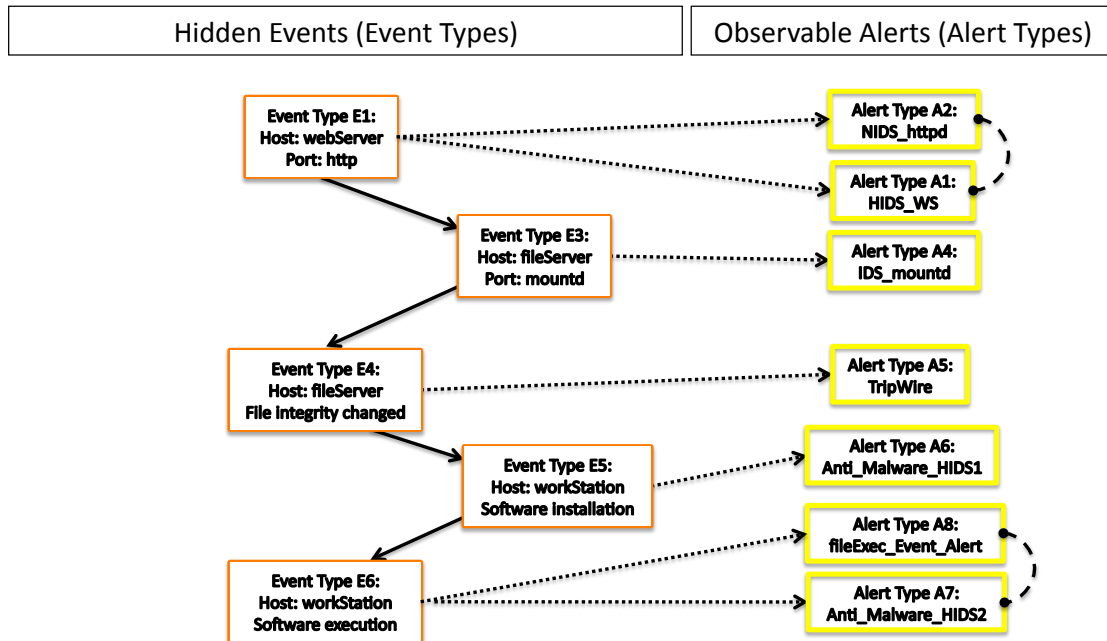 Hidden Events (Event Types)
Observable Alerts (Alert Types)
Event Type E1:
Host: webServer
Port: http
Alert Type A2:
NIDS_httpd
Alert Type A1:
HIDS_WS
Event Type E3:
Host: fileServer
Port: mountd
Alert Type A4:
IDS_mountd
Event Type E4:
Host: fileServer
File integrity changed
Alert Type A5:
TripWire
Event Type E5:
Host: workStation
Software installation
Alert Type A6:
Anti_Malware_HIDS1
Alert Type A8:
fileExec_Event_Alert
Event Type E6:
Host: workStation
Software execution
Alert Type A7:
Anti_Malware_HIDS2